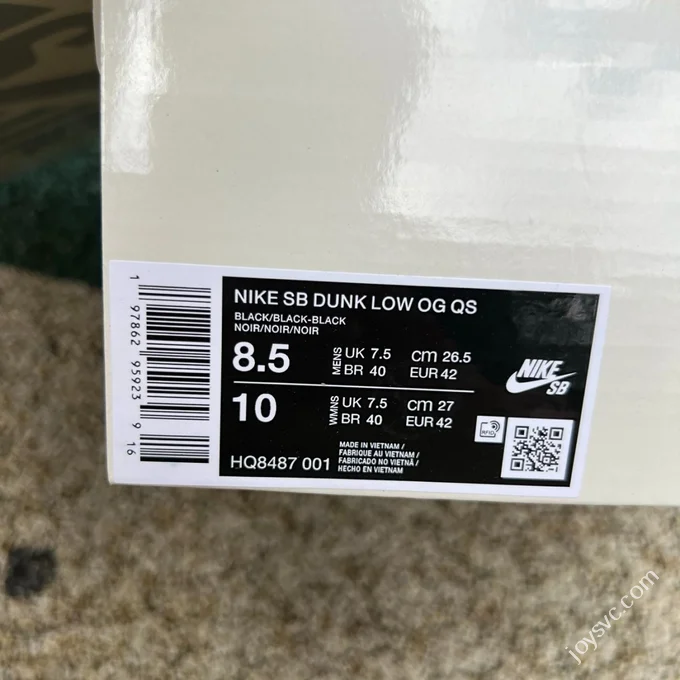 1
97862
95923
9 16
NIKE SB DUNK LOW OG QS
BLACK/BLACK-BLACK
NOIR/NOIR/NOIR
8.5 MENS UK 7.5 cm 26.5
BR 40 EUR 42
10 WMNS UK 7.5 cm 27
BR 40 EUR 42
HQ8487 001
MADE IN VIETNAM /
FABRIQUE AU VIETNAM /
FABRICADO NO VIETNÃ /
HECHO EN VIETNAM
NIKE
SB
RFID
joysvc.com